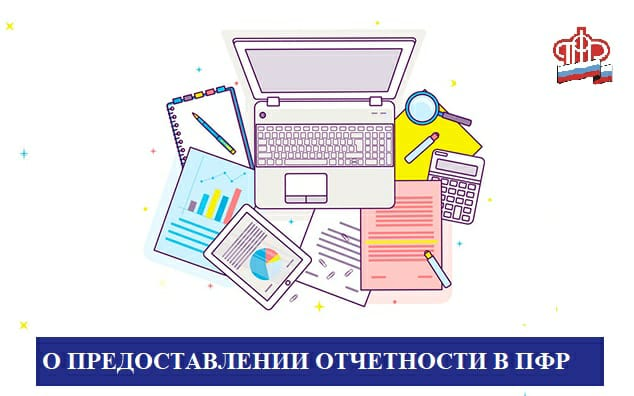 О ПРЕДОСТАВЛЕНИИ ОТЧЕТНОСТИ В ПФР